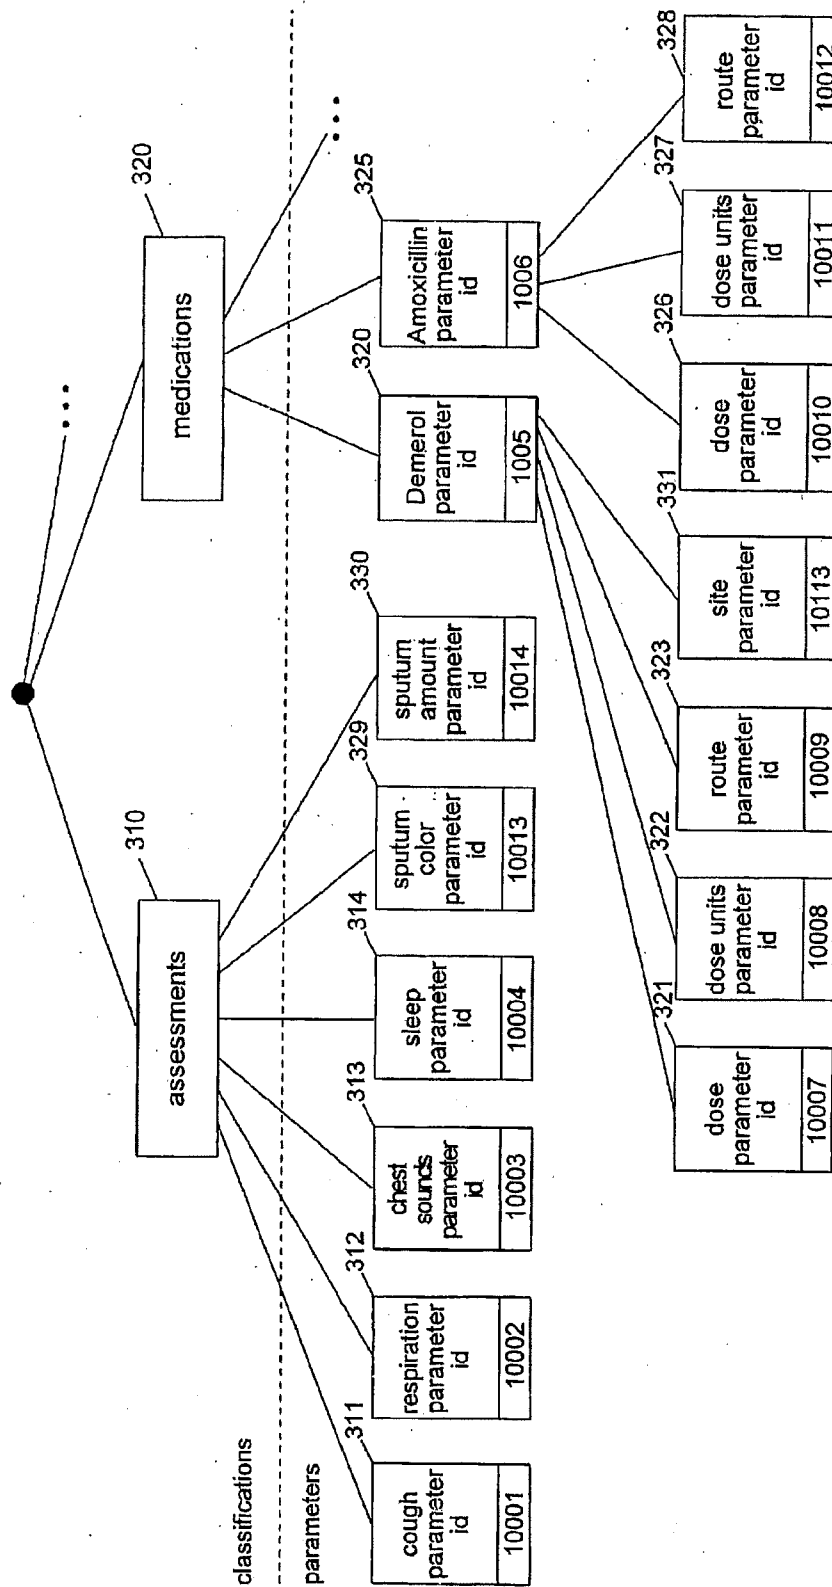 ...
320
medications
...
310
assessments
classifications
parameters
311
cough
parameter
id
10001
312
respiration
parameter
id
10002
313
chest
sounds
parameter
id
10003
314
sleep
parameter
id
10004
329
sputum
color
parameter
id
10013
330
sputum
amount
parameter
id
10014
320
Demerol
parameter
id
1005
325
Amoxicillin
parameter
id
1006
321
dose
parameter
id
10007
322
dose units
parameter
id
10008
323
route
parameter
id
10009
331
site
parameter
id
10113
326
dose
parameter
id
10010
327
dose units
parameter
id
10011
328
route
parameter
id
10012